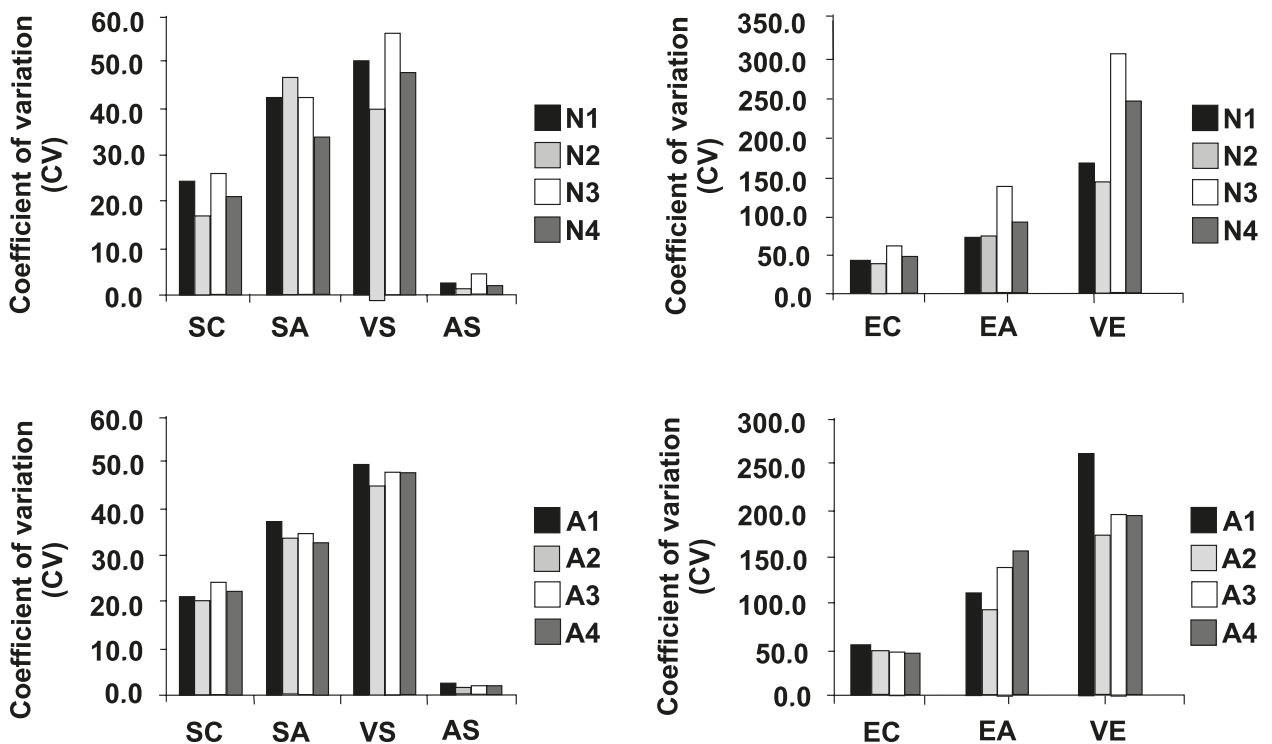 Coefficient of variation
(CV)
60.0
50.0
40.0
30.0
20.0
10.0
0.0
SC SA VS AS
N1
N2
N3
N4
Coefficient of variation
(CV)
350.0
300.0
250.0
200.0
150.0
100.0
50.0
0.0
EC EA VE
N1
N2
N3
N4
Coefficient of variation
(CV)
60.0
50.0
40.0
30.0
20.0
10.0
0.0
SC SA VS AS
A1
A2
A3
A4
Coefficient of variation
(CV)
300.0
250.0
200.0
150.0
100.0
50.0
0.0
EC EA VE
A1
A2
A3
A4